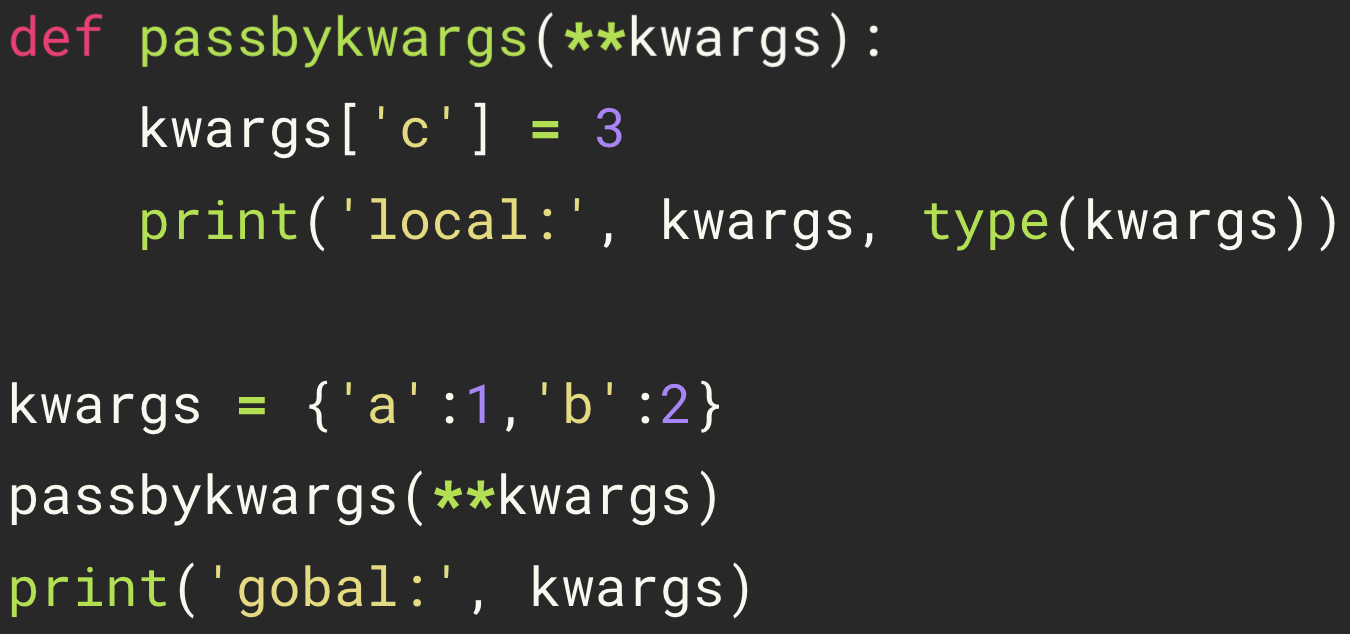 def passbykwargs(**kwargs):
    kwargs['c'] = 3
    print('local:', kwargs, type(kwargs))

kwargs = {'a':1,'b':2}
passbykwargs(**kwargs)
print('gobal:', kwargs)